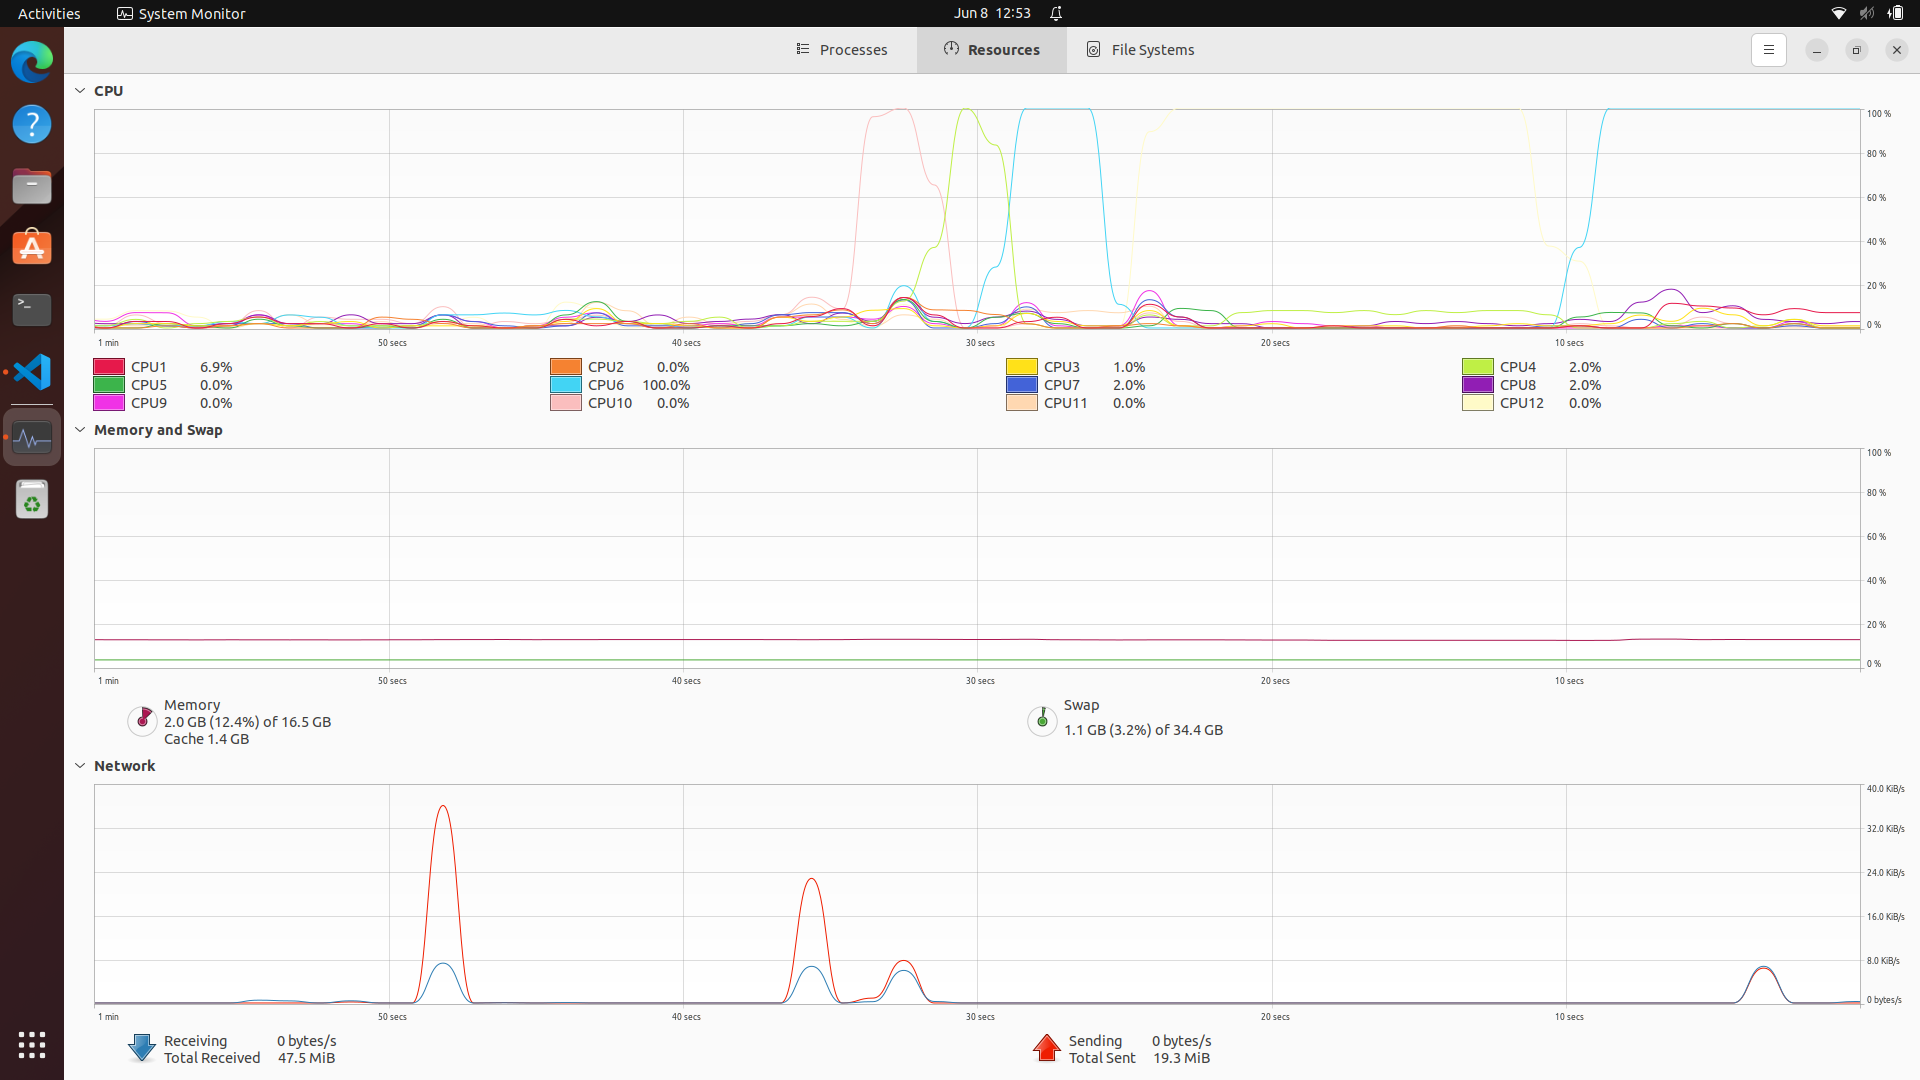 Activities System Monitor Jun 8 12:53
Processes Resources File Systems
CPU
100 %
80 %
60 %
40 %
20 %
0 %
1 min 50 secs 40 secs 30 secs 20 secs 10 secs
CPU1 6.9% CPU2 0.0% CPU3 1.0% CPU4 2.0%
CPU5 0.0% CPU6 100.0% CPU7 2.0% CPU8 2.0%
CPU9 0.0% CPU10 0.0% CPU11 0.0% CPU12 0.0%
Memory and Swap
100 %
80 %
60 %
40 %
20 %
0 %
1 min 50 secs 40 secs 30 secs 20 secs 10 secs
Memory
2.0 GB (12.4%) of 16.5 GB
Cache 1.4 GB
Swap
1.1 GB (3.2%) of 34.4 GB
Network
40.0 KiB/s
32.0 KiB/s
24.0 KiB/s
16.0 KiB/s
8.0 KiB/s
0 bytes/s
1 min 50 secs 40 secs 30 secs 20 secs 10 secs
Receiving 0 bytes/s
Total Received 47.5 MiB
Sending 0 bytes/s
Total Sent 19.3 MiB